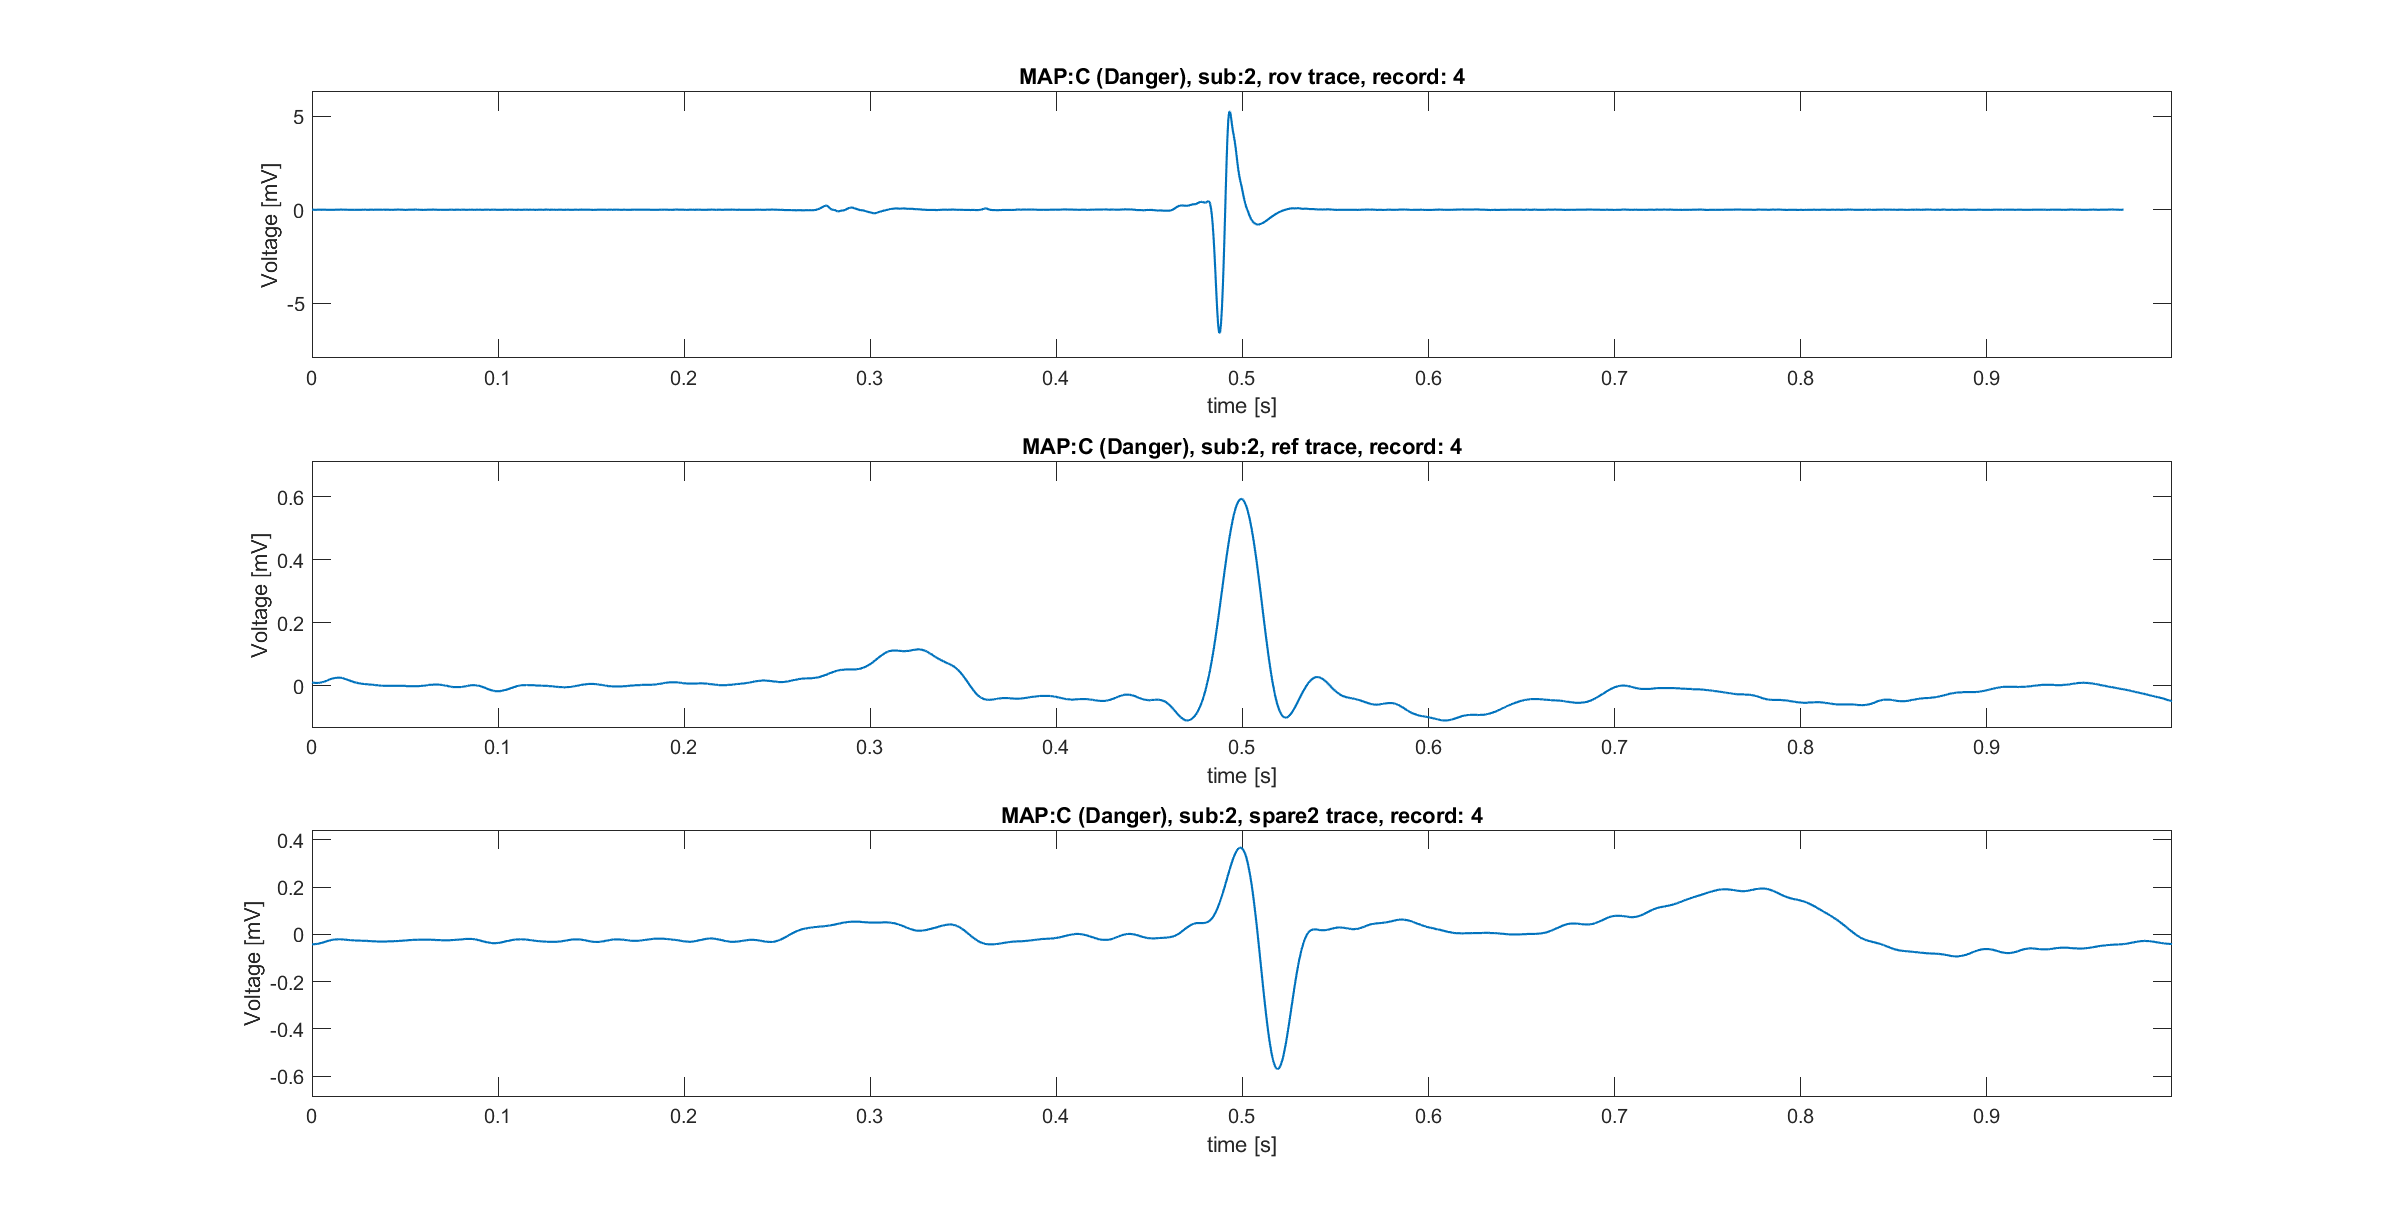 MAP:C (Danger), sub:2, rov trace, record: 4
5
0
-5
Voltage [mV]
0 0.1 0.2 0.3 0.4 0.5 0.6 0.7 0.8 0.9
time [s]
MAP:C (Danger), sub:2, ref trace, record: 4
0.6
0.4
0.2
0
Voltage [mV]
0 0.1 0.2 0.3 0.4 0.5 0.6 0.7 0.8 0.9
time [s]
MAP:C (Danger), sub:2, spare2 trace, record: 4
0.4
0.2
0
-0.2
-0.4
-0.6
Voltage [mV]
0 0.1 0.2 0.3 0.4 0.5 0.6 0.7 0.8 0.9
time [s]